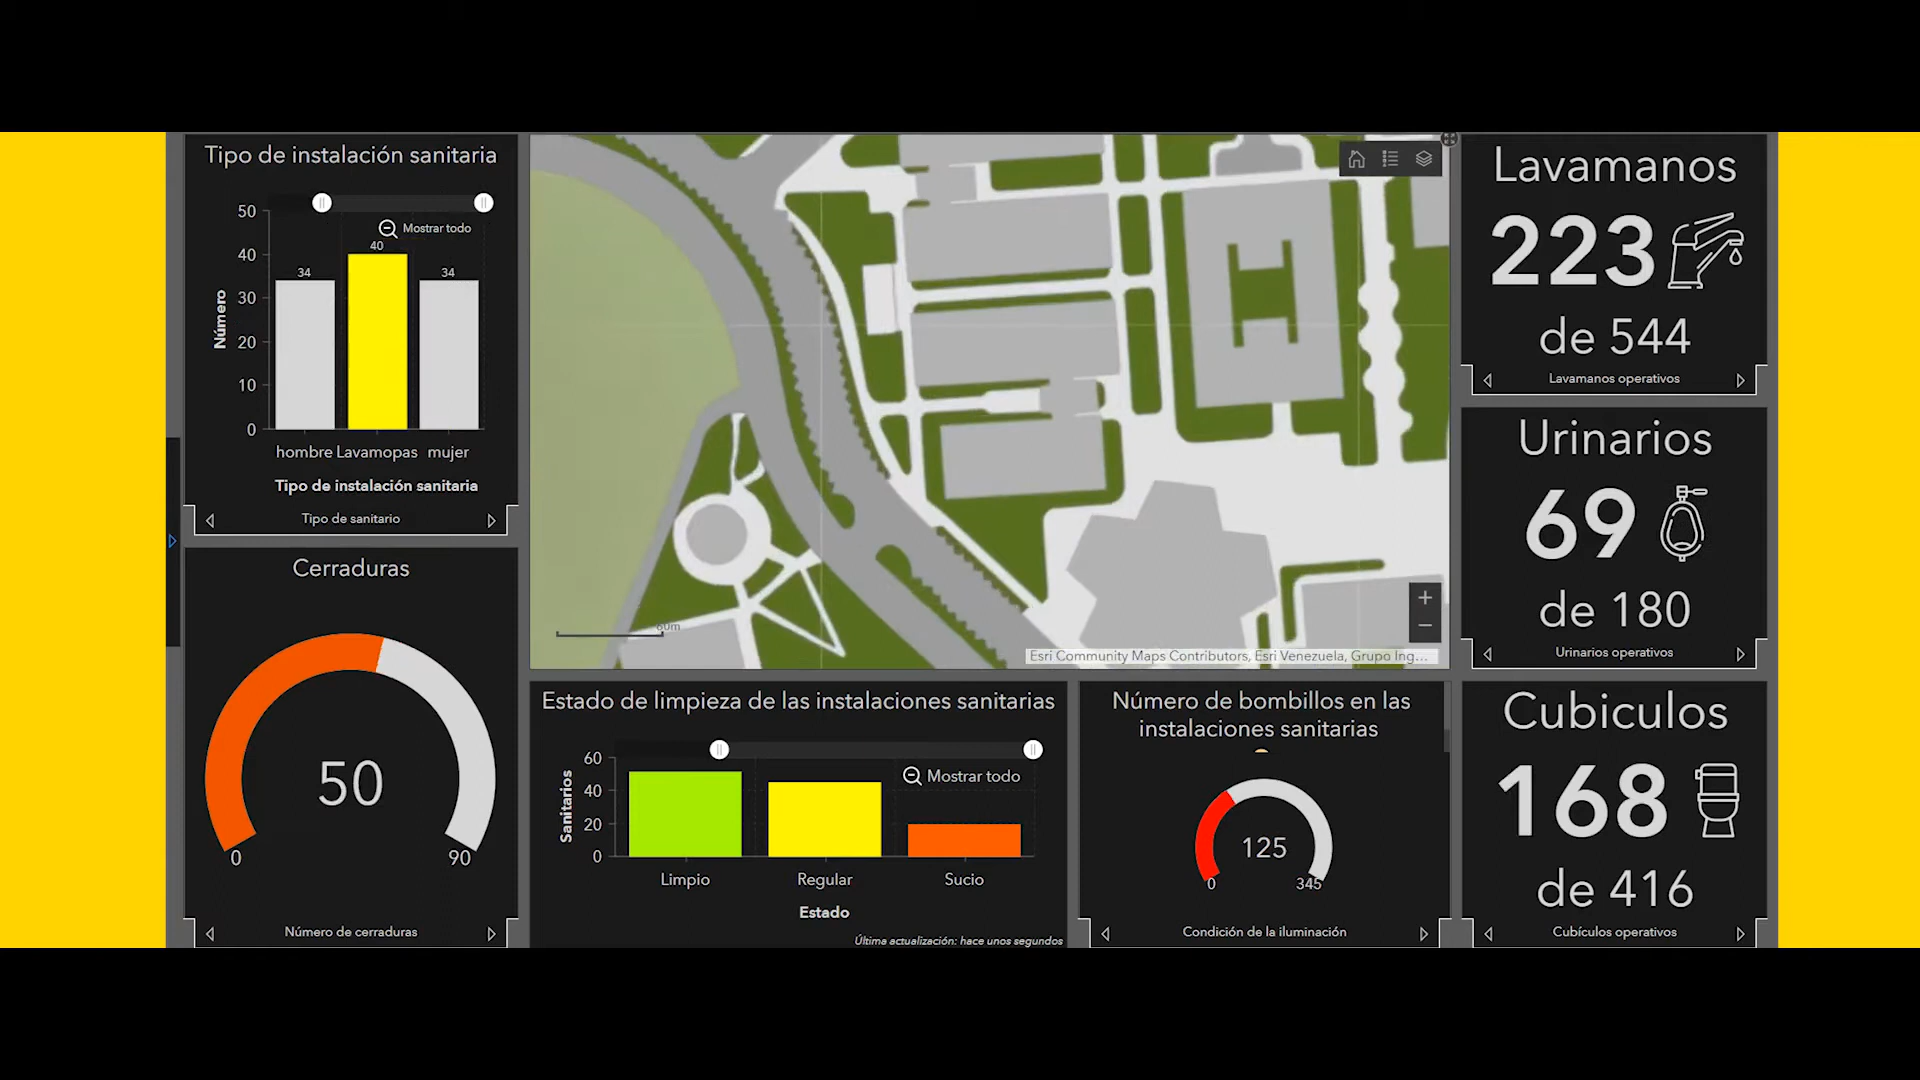 Tipo de instalación sanitaria
Mostrar todo
50
40
30
20
10
0
Número
34
40
34
hombre Lavamopas mujer
Tipo de instalación sanitaria
Tipo de sanitario
Cerraduras
50
0
90
Número de cerraduras
60m
Esri Community Maps Contributors, Esri Venezuela, Grupo Ing...
+
−
Estado de limpieza de las instalaciones sanitarias
Mostrar todo
60
40
20
0
Sanitarios
Limpio Regular Sucio
Estado
Última actualización: hace unos segundos
Número de bombillos en las
instalaciones sanitarias
125
0
345
Condición de la iluminación
Lavamanos
223
de 544
Lavamanos operativos
Urinarios
69
de 180
Urinarios operativos
Cubiculos
168
de 416
Cubículos operativos